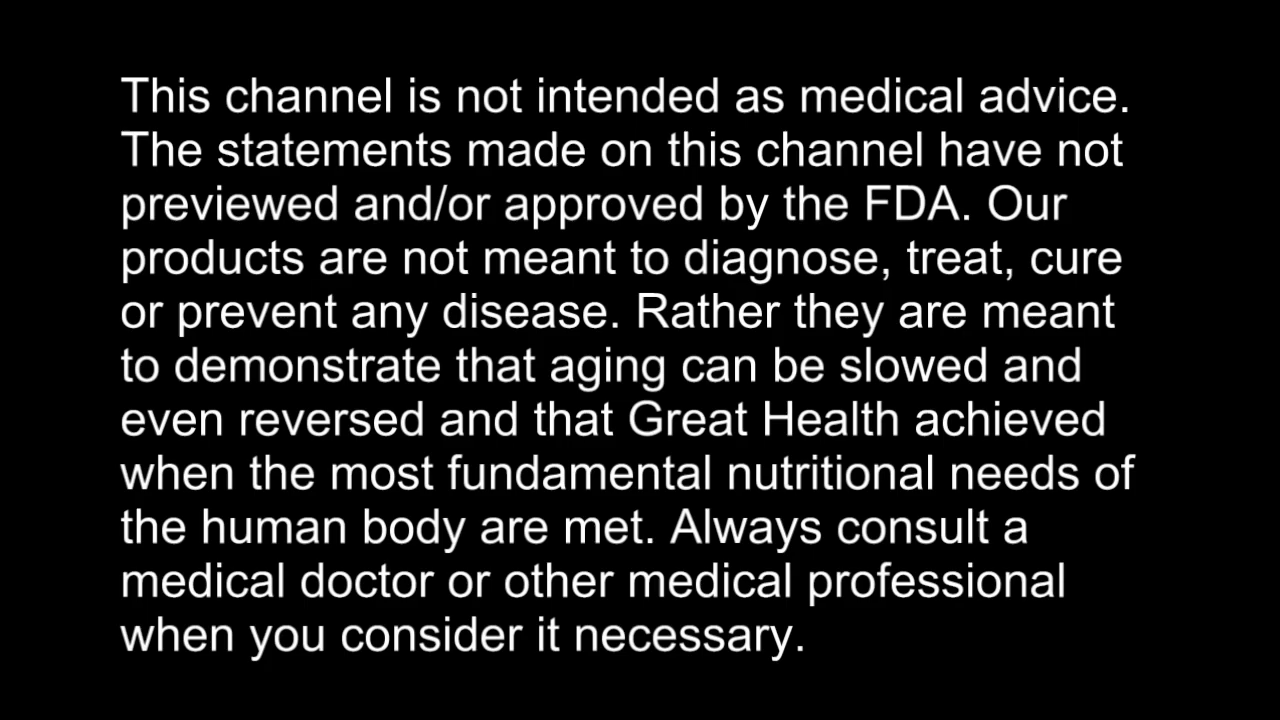 This channel is not intended as medical advice.
The statements made on this channel have not
previewed and/or approved by the FDA. Our
products are not meant to diagnose, treat, cure
or prevent any disease. Rather they are meant
to demonstrate that aging can be slowed and
even reversed and that Great Health achieved
when the most fundamental nutritional needs of
the human body are met. Always consult a
medical doctor or other medical professional
when you consider it necessary.